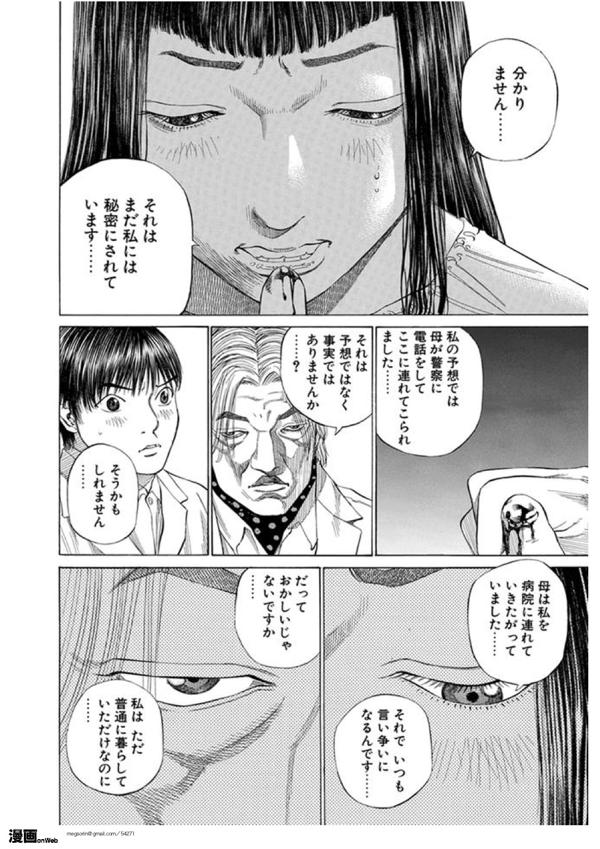 分かり
ません
……
それは
まだ私には
秘密にされて
います……
私の予想では
母が警察に
電話をして
ここに連れてこられ
ました……
それは
予想ではなく
事実では
ありませんか
……？
そうかも
しれません
母は私を
病院に連れて
いきたがって
いました……
それで いつも
言い争いに
なるんです……
だって
おかしいじゃ
ないですか
……
私は ただ
普通に暮らして
いただけなのに
……
漫画 on Web
megaorin@gmail.com/54271